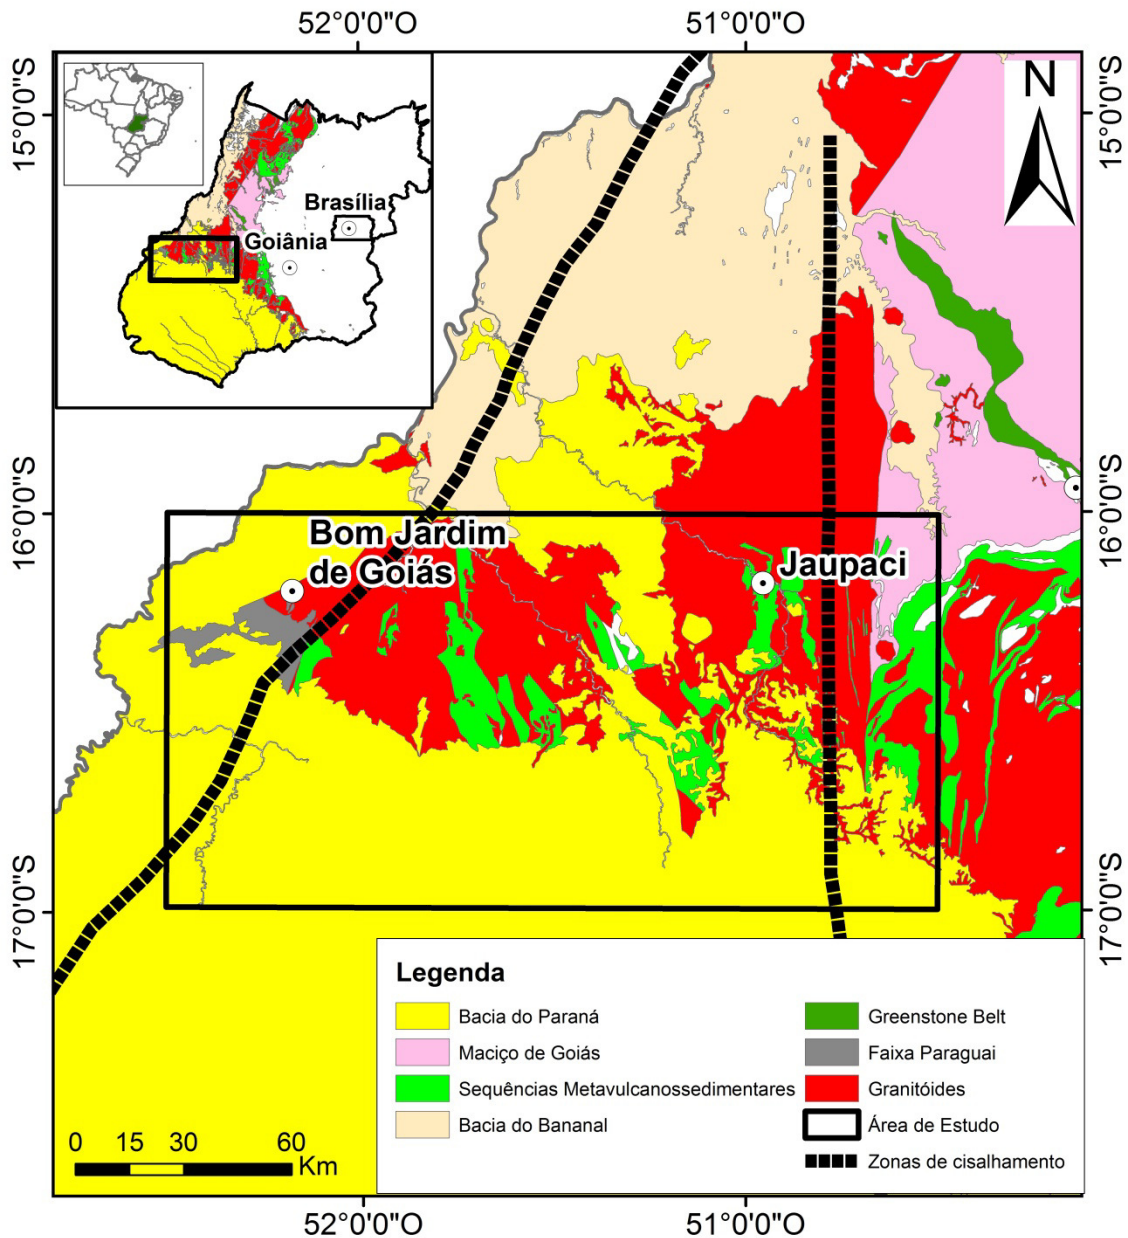 52°0'0"O
51°0'0"O
15°0'0"S
15°0'0"S
N
Brasília
Goiânia
16°0'0"S
16°0'0"S
Bom Jardim
de Goiás
Jaupaci
17°0'0"S
17°0'0"S
Legenda
Bacia do Paraná
Maciço de Goiás
Sequências Metavulcanossedimentares
Bacia do Bananal
Greenstone Belt
Faixa Paraguai
Granitóides
Área de Estudo
Zonas de cisalhamento
0 15 30 60
Km
52°0'0"O
51°0'0"O